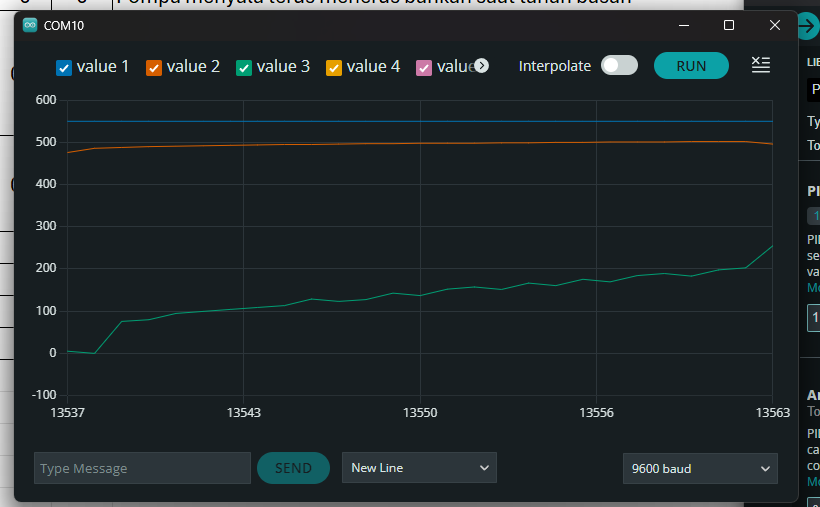 Pompa menyala terus menerus bahkan saat tanah basah
COM10
value 1
value 2
value 3
value 4
value
Interpolate
RUN
600
500
400
300
200
100
0
-100
13537
13543
13550
13556
13563
Type Message
SEND
New Line
9600 baud
LI
P
Ty
To
PI
1
PI
se
va
Mo
1
Ar
To
PI
ca
co
Mo